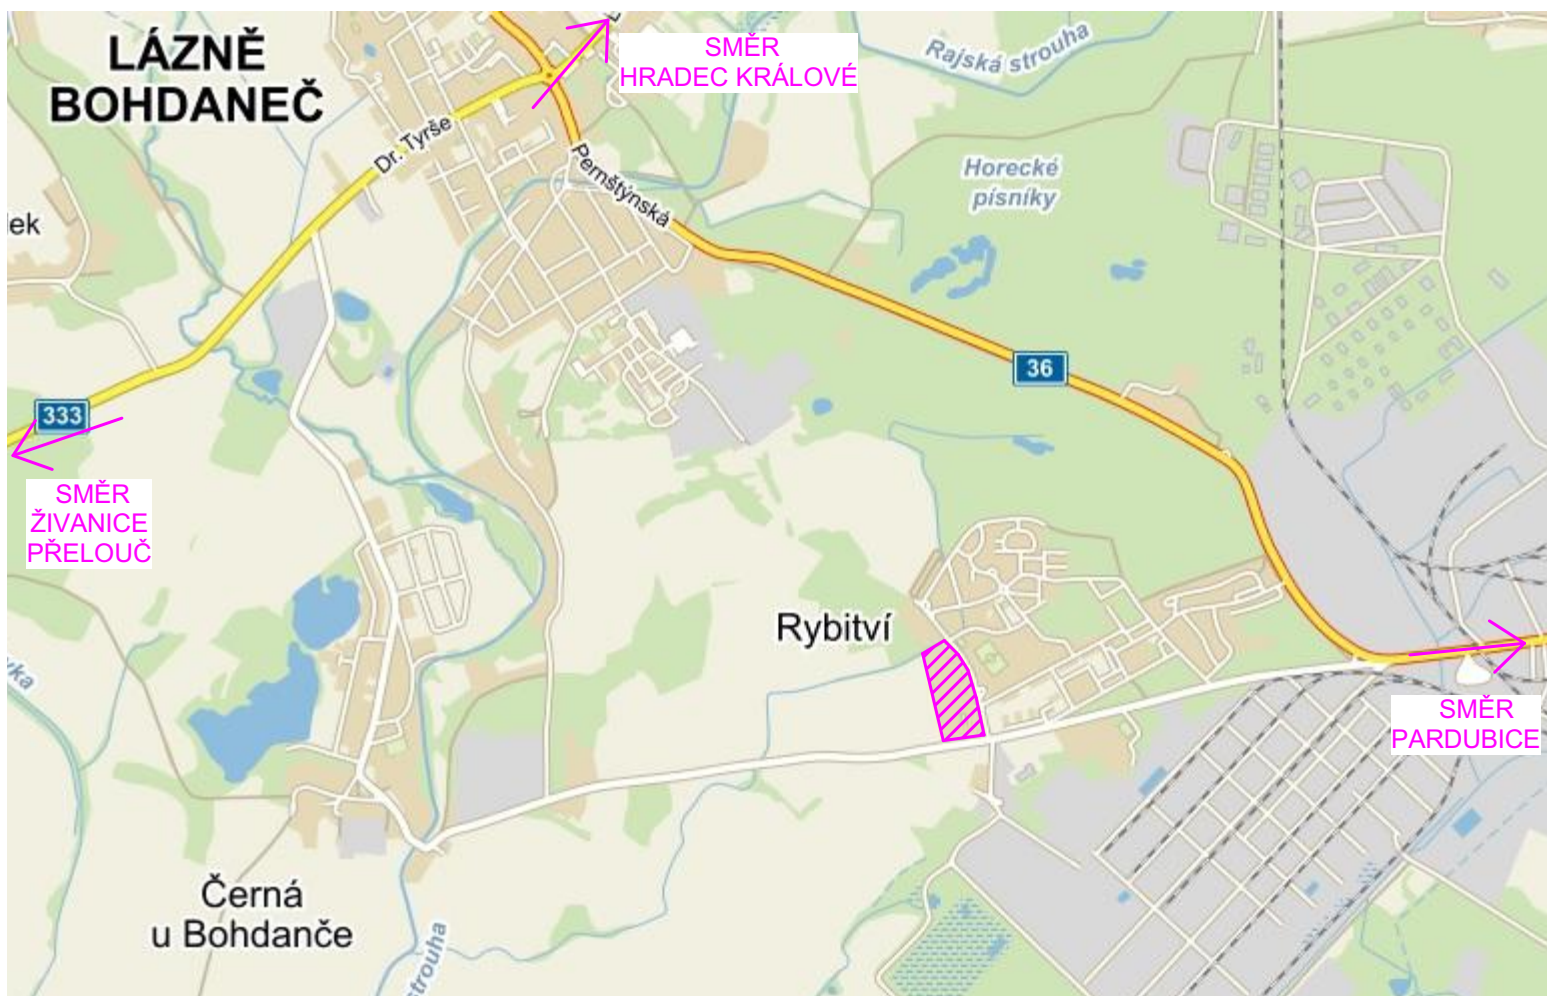 LÁZNĚ
BOHDANEČ
SMĚR
HRADEC KRÁLOVÉ
Rajská strouha
Dr. Tyrše
Pernštýnská
Horecké
písníky
ek
36
333
SMĚR
ŽIVANICE
PŘELOUČ
Rybitví
vka
SMĚR
PARDUBICE
Černá
u Bohdanče
strouha